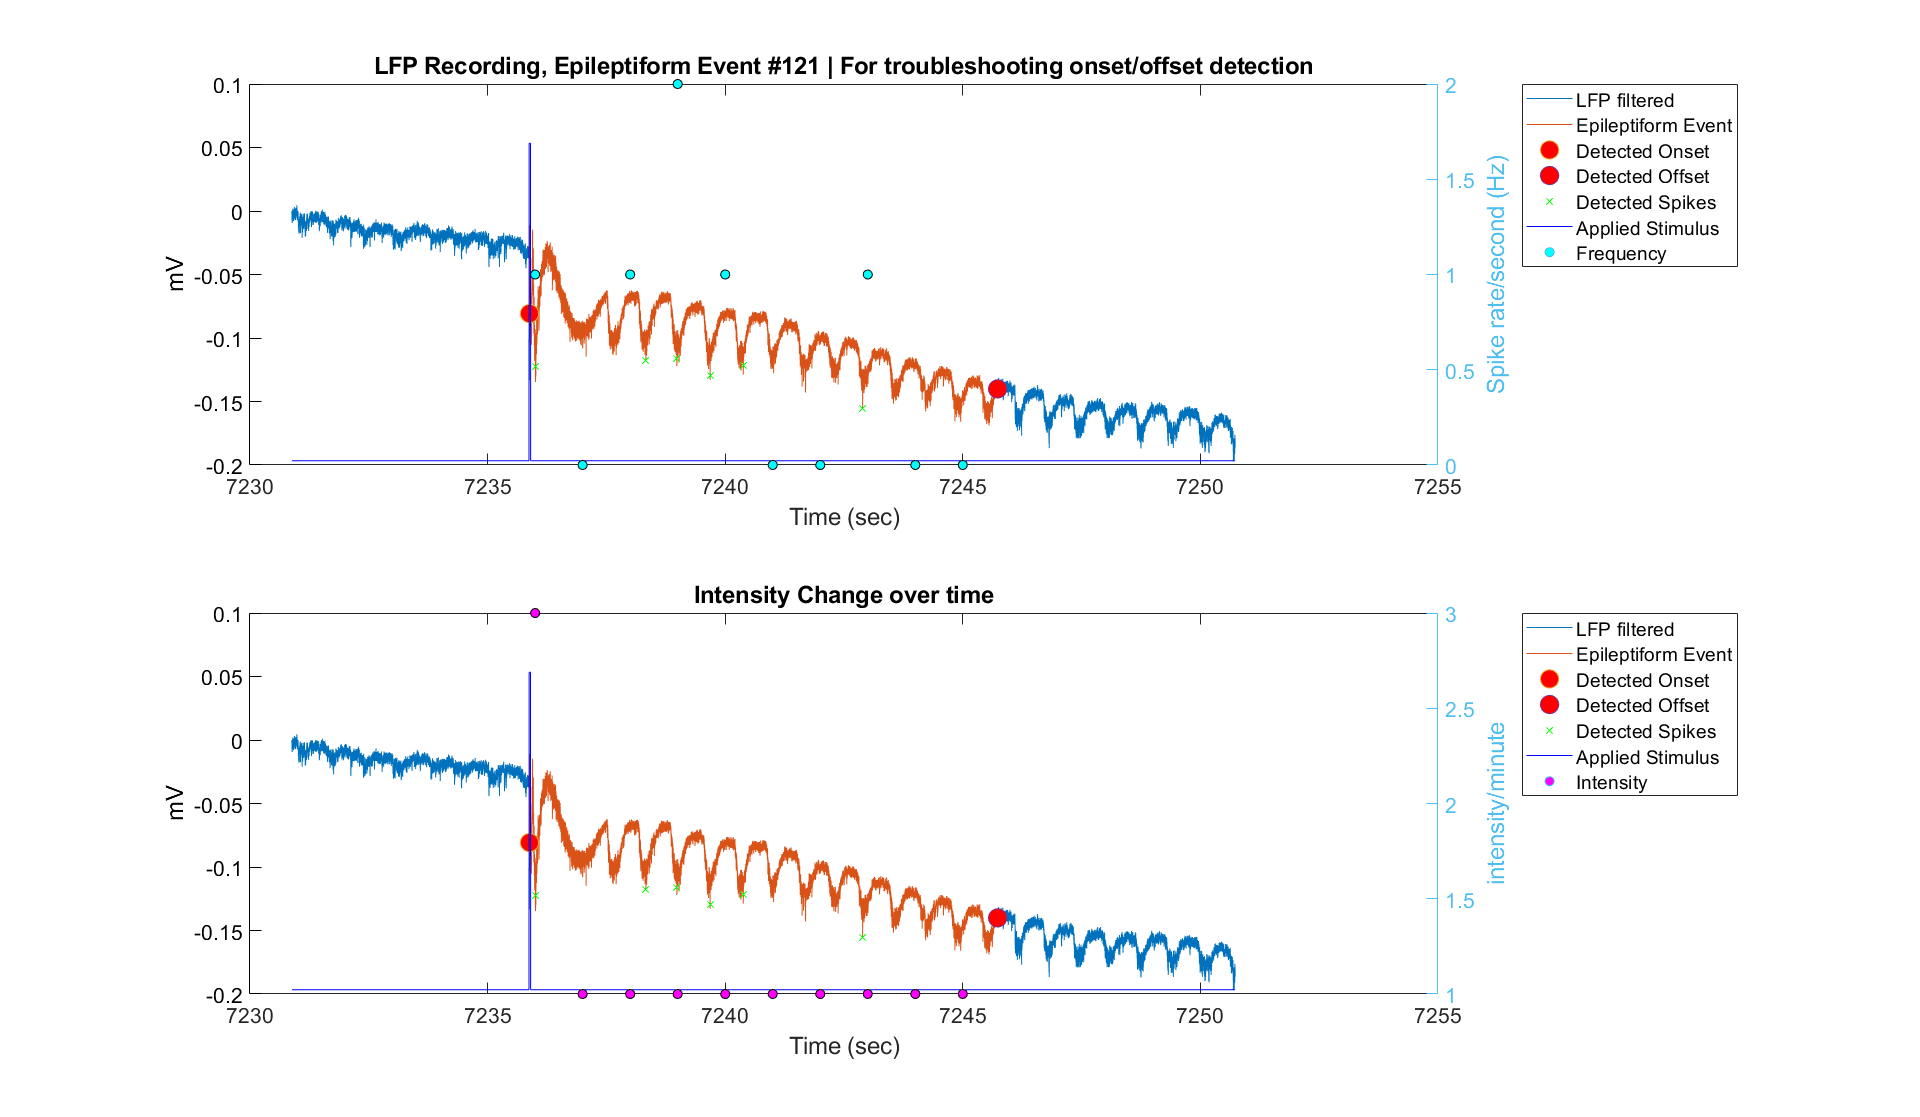 LFP Recording, Epileptiform Event #121 | For troubleshooting onset/offset detection
0.1
0.05
0
-0.05
-0.1
-0.15
-0.2
mV
7230
7235
7240
7245
7250
7255
Time (sec)
2
1.5
1
0.5
0
Spike rate/second (Hz)
LFP filtered
Epileptiform Event
Detected Onset
Detected Offset
Detected Spikes
Applied Stimulus
Frequency
Intensity Change over time
0.1
0.05
0
-0.05
-0.1
-0.15
-0.2
mV
7230
7235
7240
7245
7250
7255
Time (sec)
3
2.5
2
1.5
1
intensity/minute
LFP filtered
Epileptiform Event
Detected Onset
Detected Offset
Detected Spikes
Applied Stimulus
Intensity